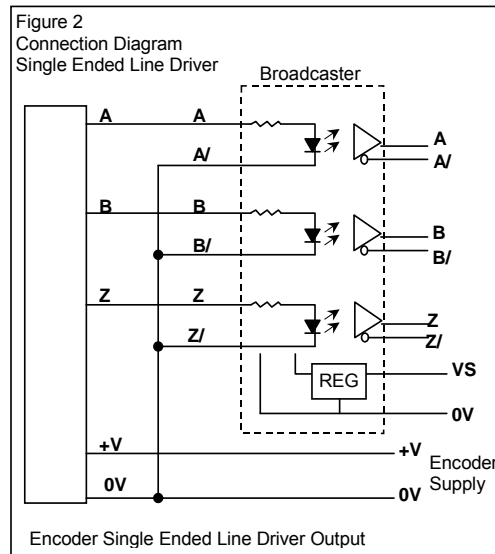 Figure 2
Connection Diagram
Single Ended Line Driver
Broadcaster
A A A
A/ A/
B B B
B/ B/
Z Z Z
Z/ Z/
VS
REG
0V
+V +V
Encoder
Supply
0V 0V
Encoder Single Ended Line Driver Output